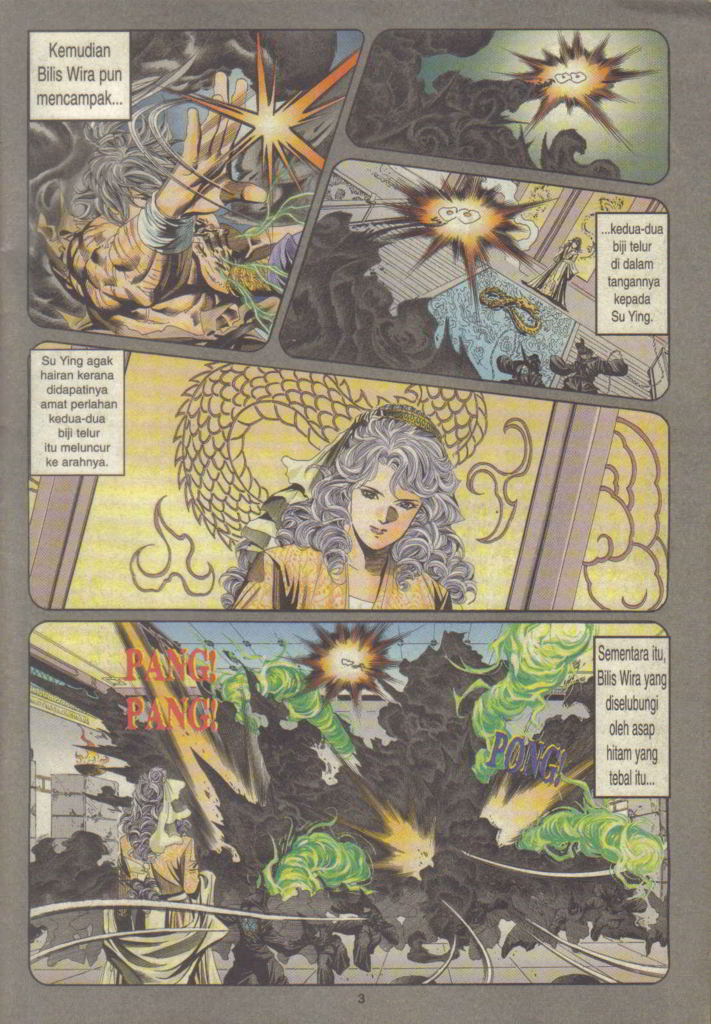 Kemudian
Bilis Wira pun
mencampak...
...kedua-dua
biji telur
di dalam
tangannya
kepada
Su Ying.
Su Ying agak
hairan kerana
didapatinya
amat perlahan
kedua-dua
biji telur
itu meluncur
ke arahnya.
PANG!
PANG!
Sementara itu,
Bilis Wira yang
diselubungi
oleh asap
hitam yang
tebal itu...
PONG!
3